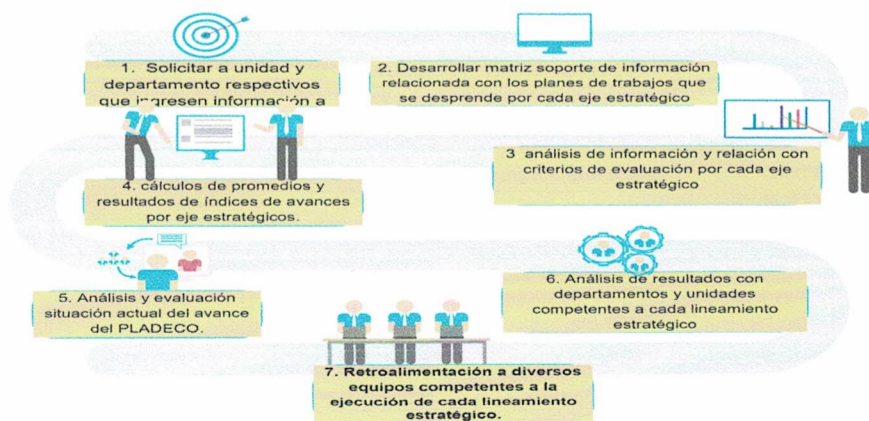 1. Solicitar a unidad y
departamento respectivos
que ingresen información a
2. Desarrollar matriz soporte de información
relacionada con los planes de trabajos que
se desprende por cada eje estratégico
3 análisis de información y relación con
criterios de evaluación por cada eje
estratégico
4. cálculos de promedios y
resultados de índices de avances
por eje estratégicos.
5. Análisis y evaluación
situación actual del avance
del PLADECO.
6. Análisis de resultados con
departamentos y unidades
competentes a cada lineamiento
estratégico
7. Retroalimentación a diversos
equipos competentes a la
ejecución de cada lineamiento
estratégico.